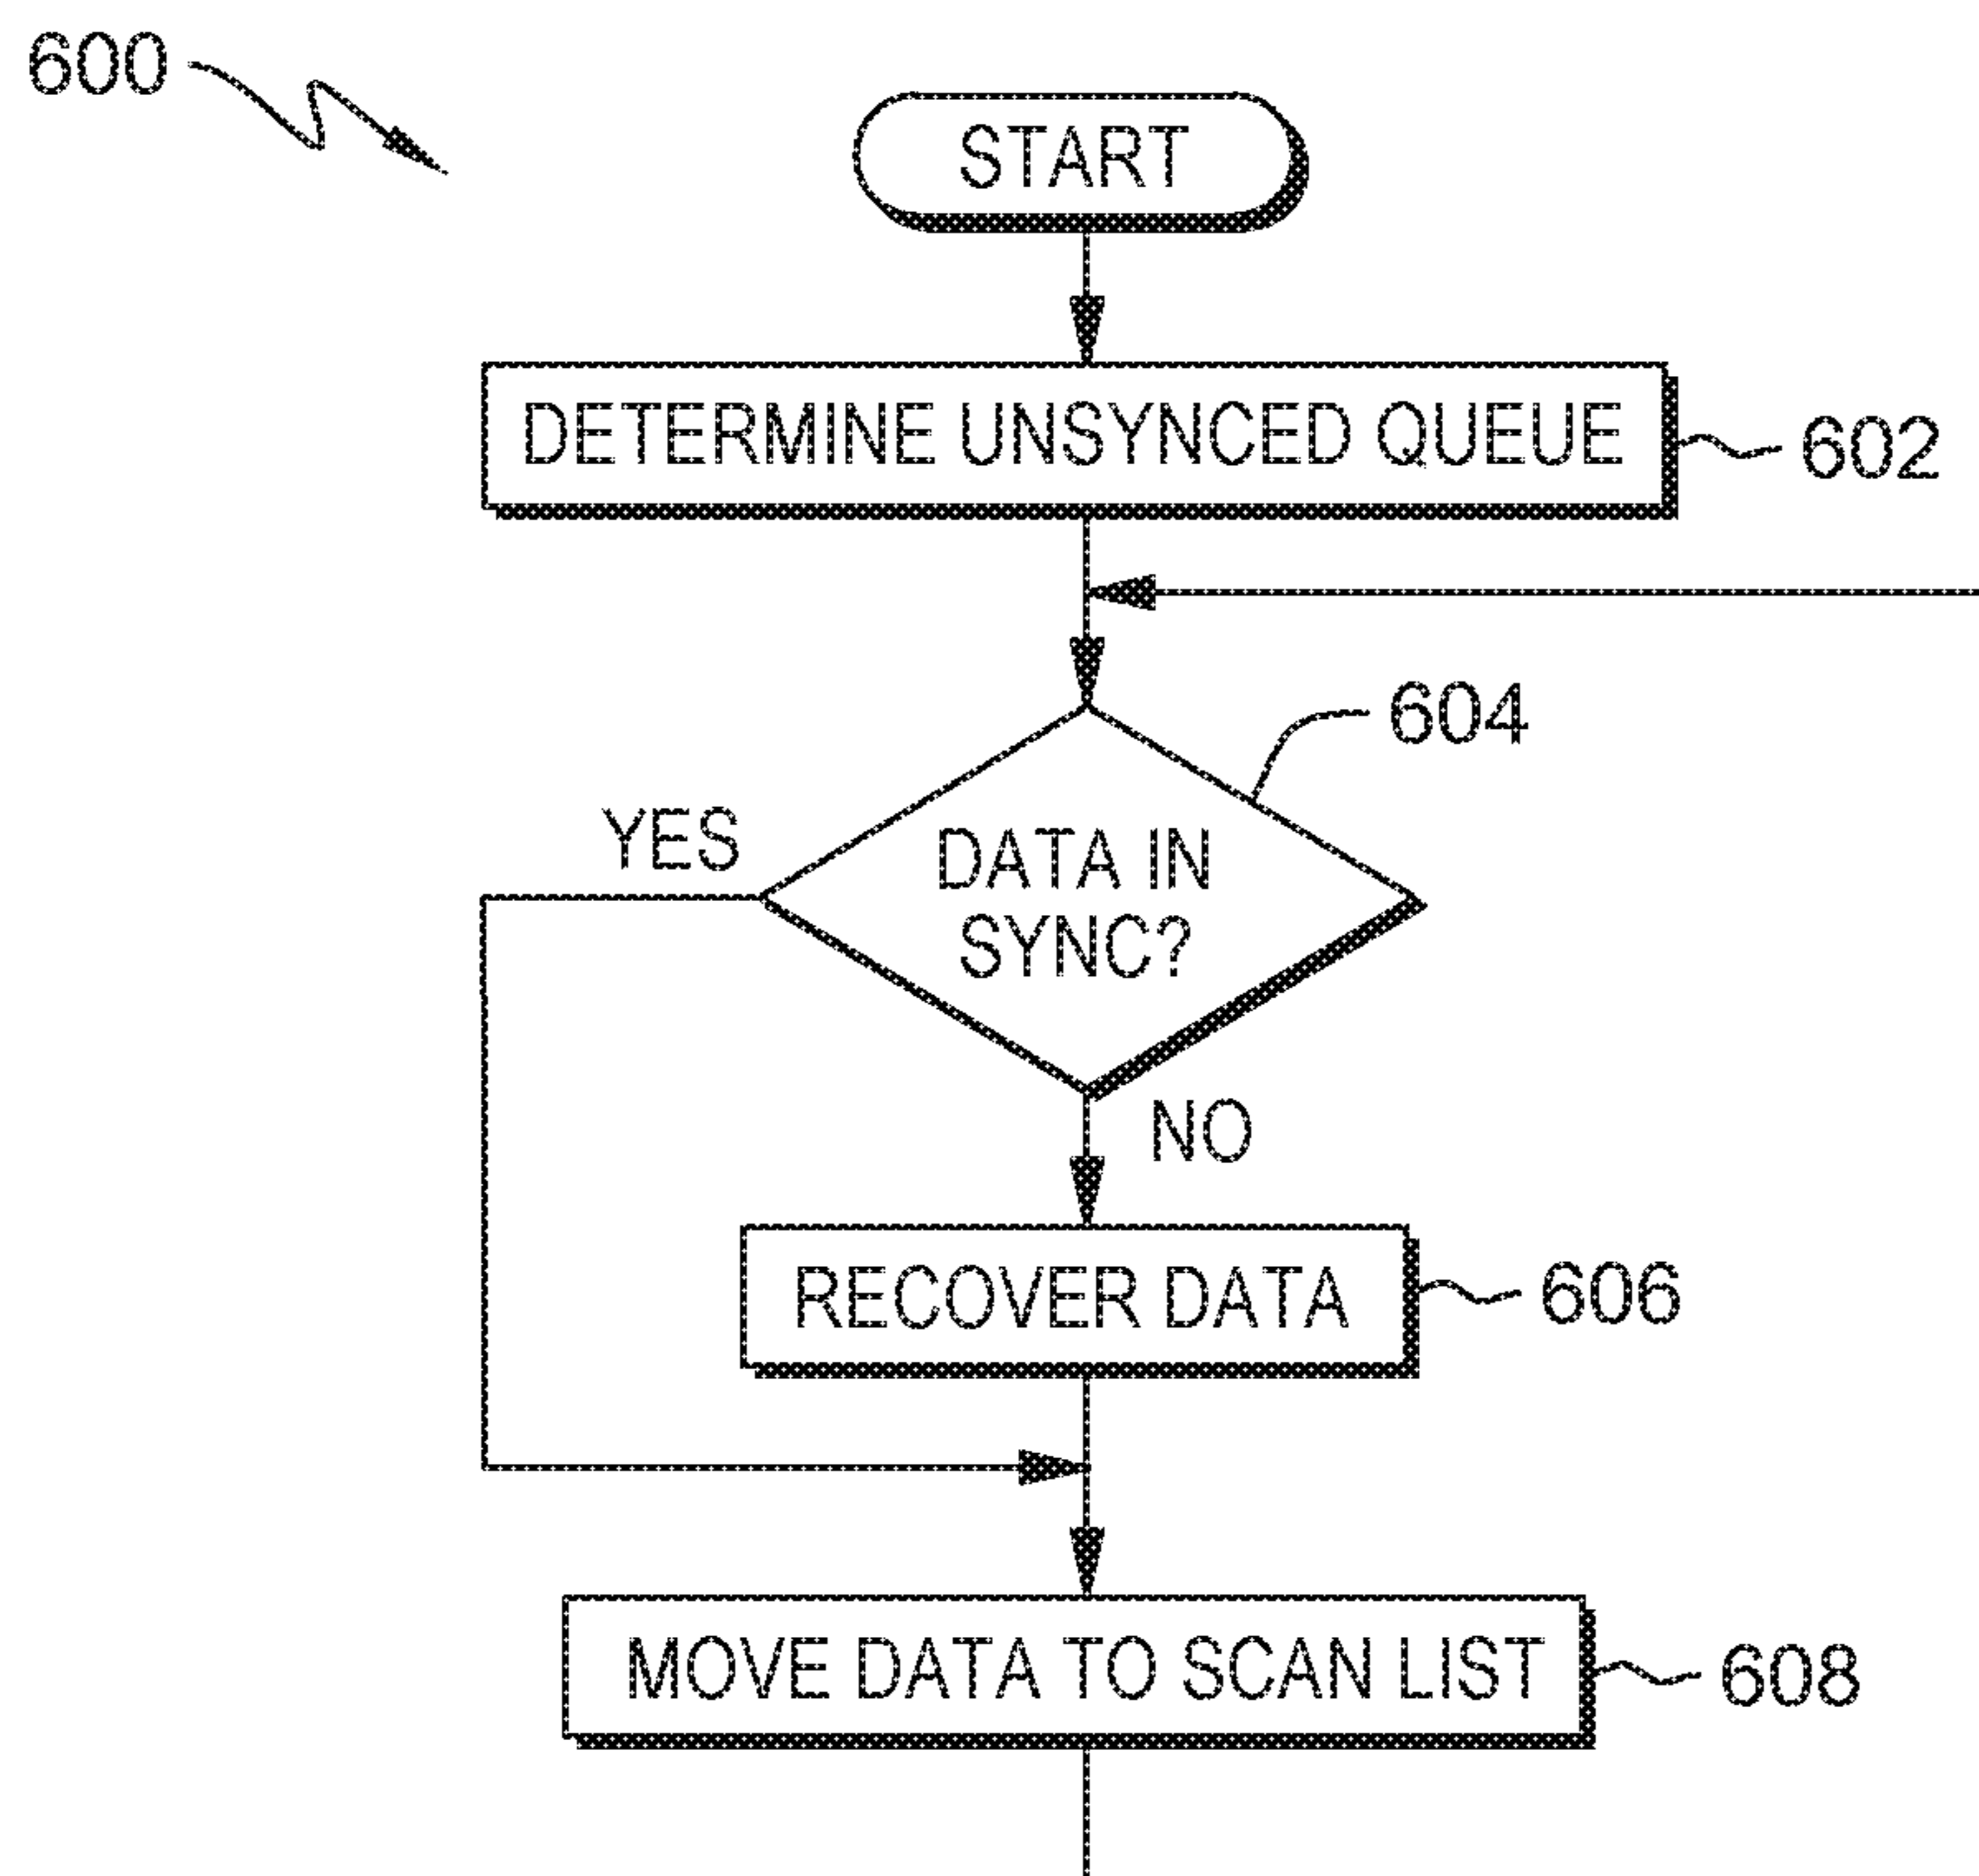 600
START
DETERMINE UNSYNCED QUEUE
602
604
YES
DATA IN
SYNC?
NO
RECOVER DATA
606
MOVE DATA TO SCAN LIST
608